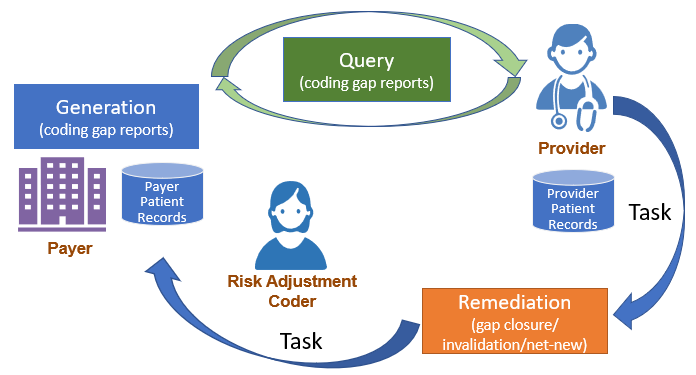 Query
(coding gap reports)
Generation
(coding gap reports)
Provider
Payer
Patient
Records
Provider
Patient
Records
Task
Payer
Risk Adjustment
Coder
Remediation
(gap closure/
invalidation/net-new)
Task